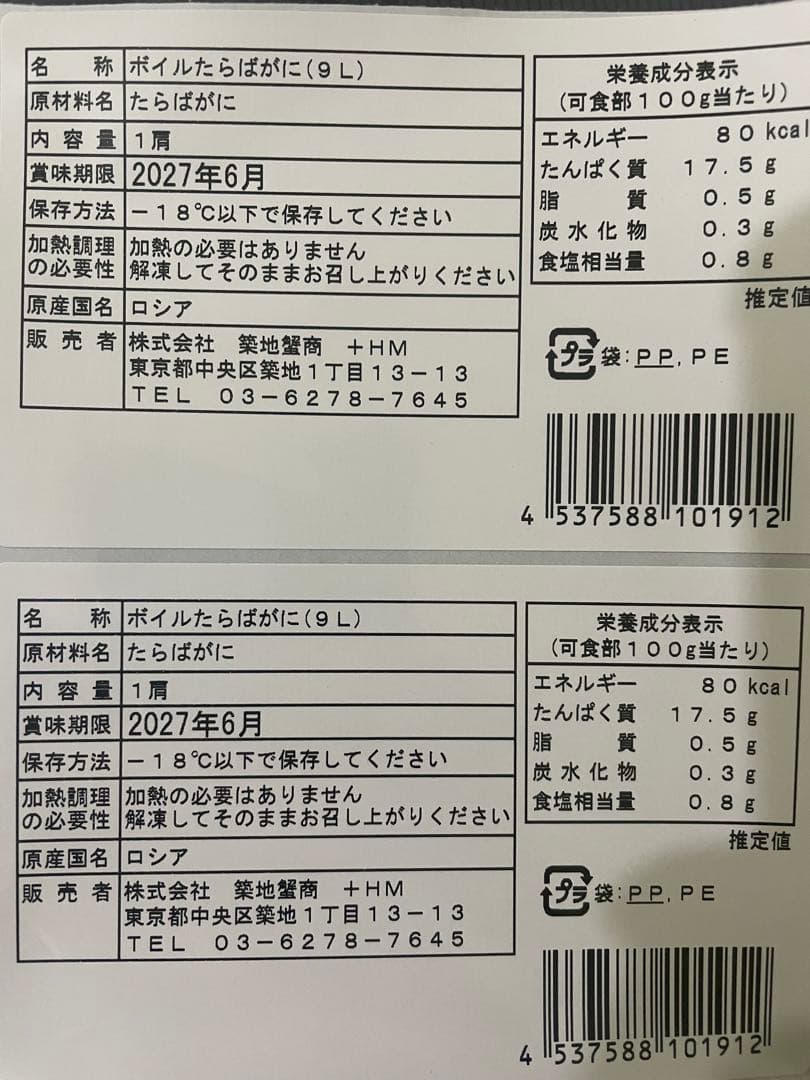 名称 ボイルたらばがに(9L)
原材料名 たらばがに
内容量 1肩
賞味期限 2027年6月
保存方法 −18℃以下で保存してください
加熱調理の必要性 加熱の必要はありません
解凍してそのままお召し上がりください
原産国名 ロシア
販売者 株式会社 築地蟹商 +HM
東京都中央区築地1丁目13−13
TEL 03−6278−7645
栄養成分表示
(可食部100g当たり)
エネルギー 80kcal
たんぱく質 17.5g
脂質 0.5g
炭水化物 0.3g
食塩相当量 0.8g
推定値
プラ 袋:PP,PE
4 537588 101912
名称 ボイルたらばがに(9L)
原材料名 たらばがに
内容量 1肩
賞味期限 2027年6月
保存方法 −18℃以下で保存してください
加熱調理の必要性 加熱の必要はありません
解凍してそのままお召し上がりください
原産国名 ロシア
販売者 株式会社 築地蟹商 +HM
東京都中央区築地1丁目13−13
TEL 03−6278−7645
栄養成分表示
(可食部100g当たり)
エネルギー 80kcal
たんぱく質 17.5g
脂質 0.5g
炭水化物 0.3g
食塩相当量 0.8g
推定値
プラ 袋:PP,PE
4 537588 101912